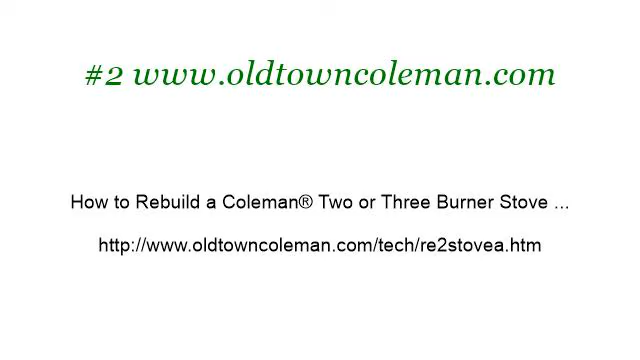 #2 www.oldtowncoleman.com
How to Rebuild a Coleman® Two or Three Burner Stove ...
http://www.oldtowncoleman.com/tech/re2stovea.htm